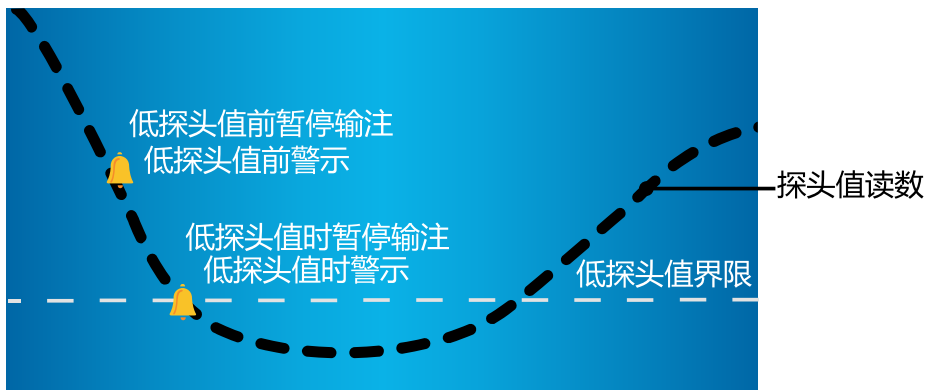 低探头值前暂停输注
低探头值前警示
探头值读数
低探头值时暂停输注
低探头值时警示
低探头值界限